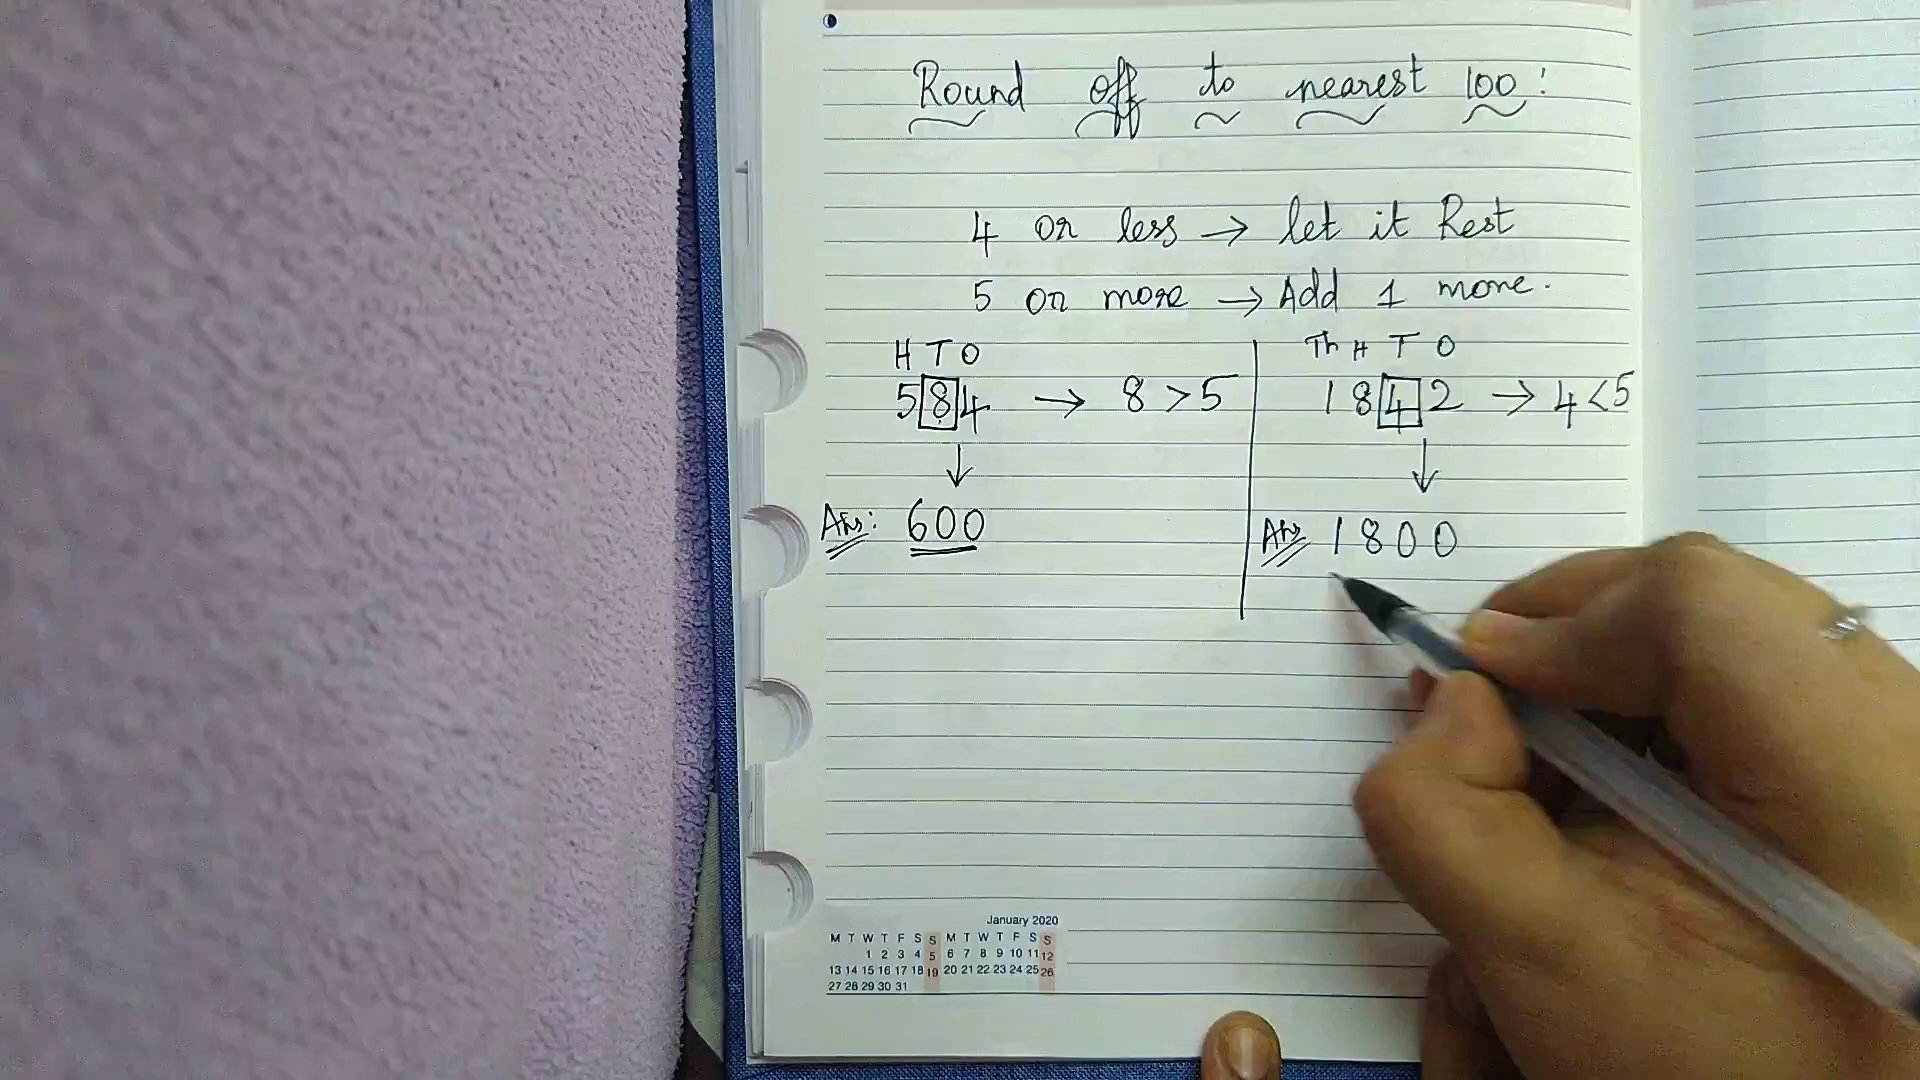 Round off to nearest 100:
4 or less → let it Rest
5 or more → Add 1 more.
H T O
584 → 8 > 5
↓
Ans: 600
Th H T O
1842 → 4 < 5
↓
Ans 1800
January 2020
M T W T F S S M T W T F S S
1 2 3 4 5 6 7 8 9 10 11 12
13 14 15 16 17 18 19 20 21 22 23 24 25 26
27 28 29 30 31